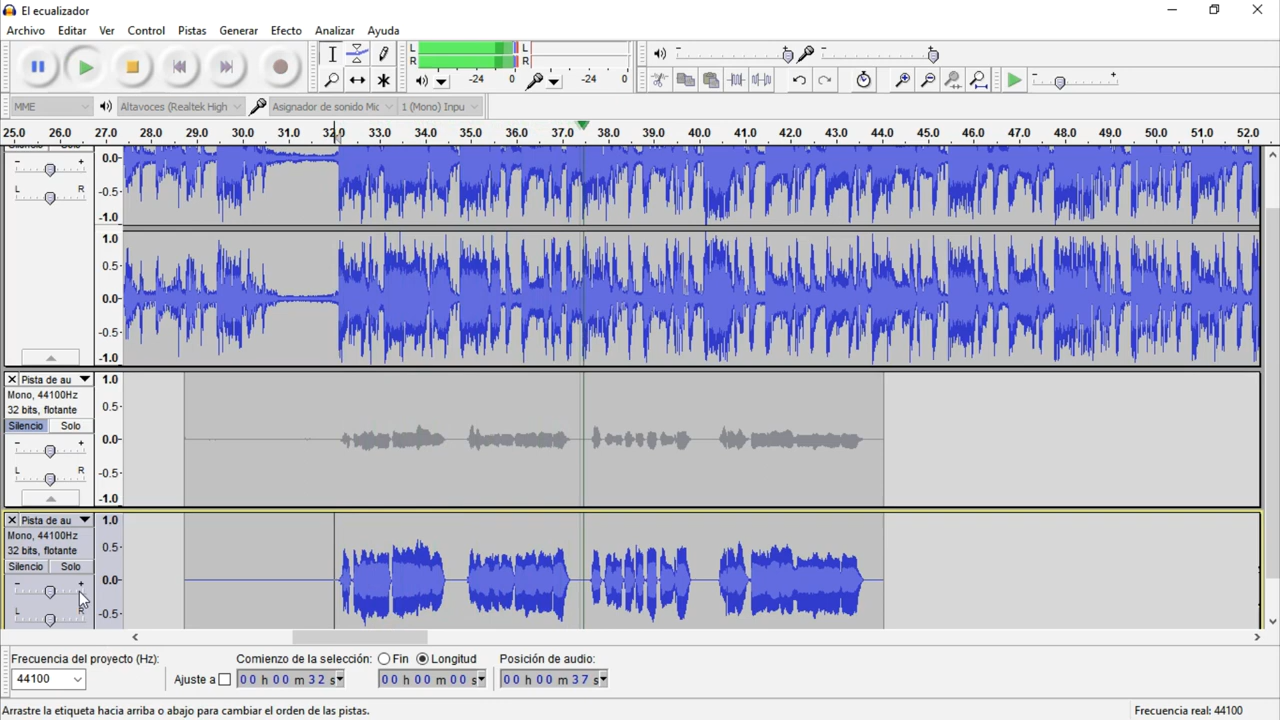 El ecualizador
Archivo Editar Ver Control Pistas Generar Efecto Analizar Ayuda
L
R
-24 0
-24 0
MME Altavoces (Realtek High Asignador de sonido Mic 1 (Mono) Inpu
25.0 26.0 27.0 28.0 29.0 30.0 31.0 32.0 33.0 34.0 35.0 36.0 37.0 38.0 39.0 40.0 41.0 42.0 43.0 44.0 45.0 46.0 47.0 48.0 49.0 50.0 51.0 52.0
Silencio Solo
- + 0.0-
L R -0.5-
-1.0
1.0
0.5-
0.0-
-0.5-
-1.0
Pista de au 1.0
Mono, 44100Hz
32 bits, flotante 0.5-
Silencio Solo
- + 0.0-
L R -0.5-
-1.0
Pista de au 1.0
Mono, 44100Hz
32 bits, flotante 0.5-
Silencio Solo
- + 0.0-
L R -0.5-
Frecuencia del proyecto (Hz): Comienzo de la selección: Fin Longitud Posición de audio:
44100 Ajuste a 00 h 00 m 32 s 00 h 00 m 00 s 00 h 00 m 37 s
Arrastre la etiqueta hacia arriba o abajo para cambiar el orden de las pistas. Frecuencia real: 44100